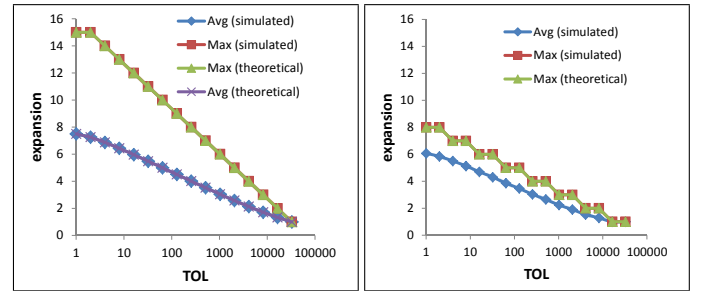 16
14
12
10
8
6
4
2
0
expansion
1
10
100
1000
10000
100000
TOL
Avg (simulated)
Max (simulated)
Max (theoretical)
Avg (theoretical)
16
14
12
10
8
6
4
2
0
expansion
1
10
100
1000
10000
100000
TOL
Avg (simulated)
Max (simulated)
Max (theoretical)